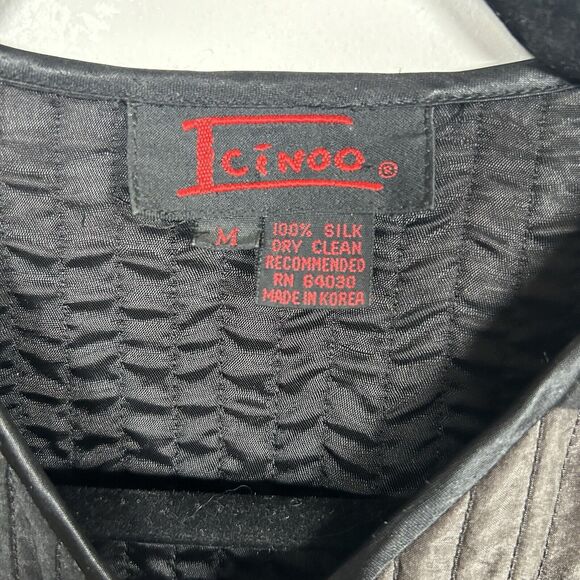 ICINOO ®
M
100% SILK
DRY CLEAN
RECOMMENDED
RN 64030
MADE IN KOREA